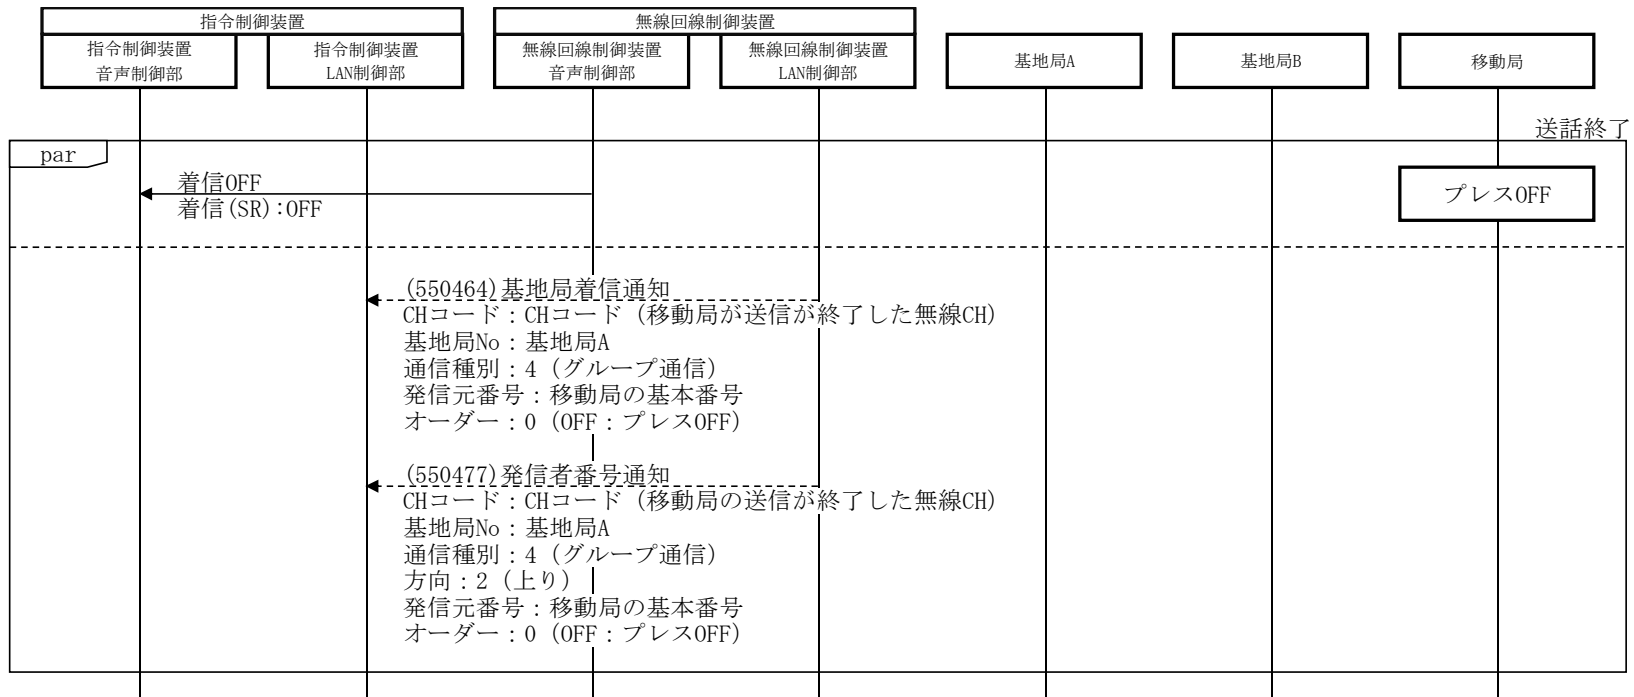 指令制御装置
無線回線制御装置
指令制御装置
音声制御部
指令制御装置
LAN制御部
無線回線制御装置
音声制御部
無線回線制御装置
LAN制御部
基地局A
基地局B
移動局
送話終了
par
着信OFF
着信(SR):OFF
プレスOFF
(550464)基地局着信通知
CHコード：CHコード（移動局が送信が終了した無線CH）
基地局No：基地局A
通信種別：4（グループ通信）
発信元番号：移動局の基本番号
オーダー：0（OFF：プレスOFF）
(550477)発信者番号通知
CHコード：CHコード（移動局の送信が終了した無線CH）
基地局No：基地局A
通信種別：4（グループ通信）
方向：2（上り）
発信元番号：移動局の基本番号
オーダー：0（OFF：プレスOFF）